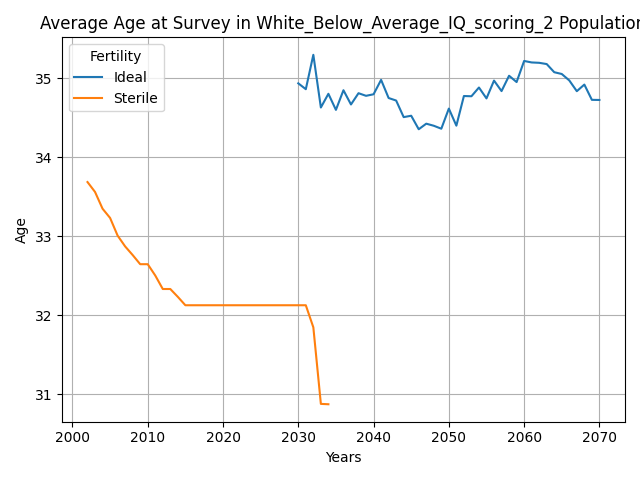 Average Age at Survey in White_Below_Average_IQ_scoring_2 Population
Fertility
Ideal
Sterile
35
34
33
32
31
Age
2000 2010 2020 2030 2040 2050 2060 2070
Years